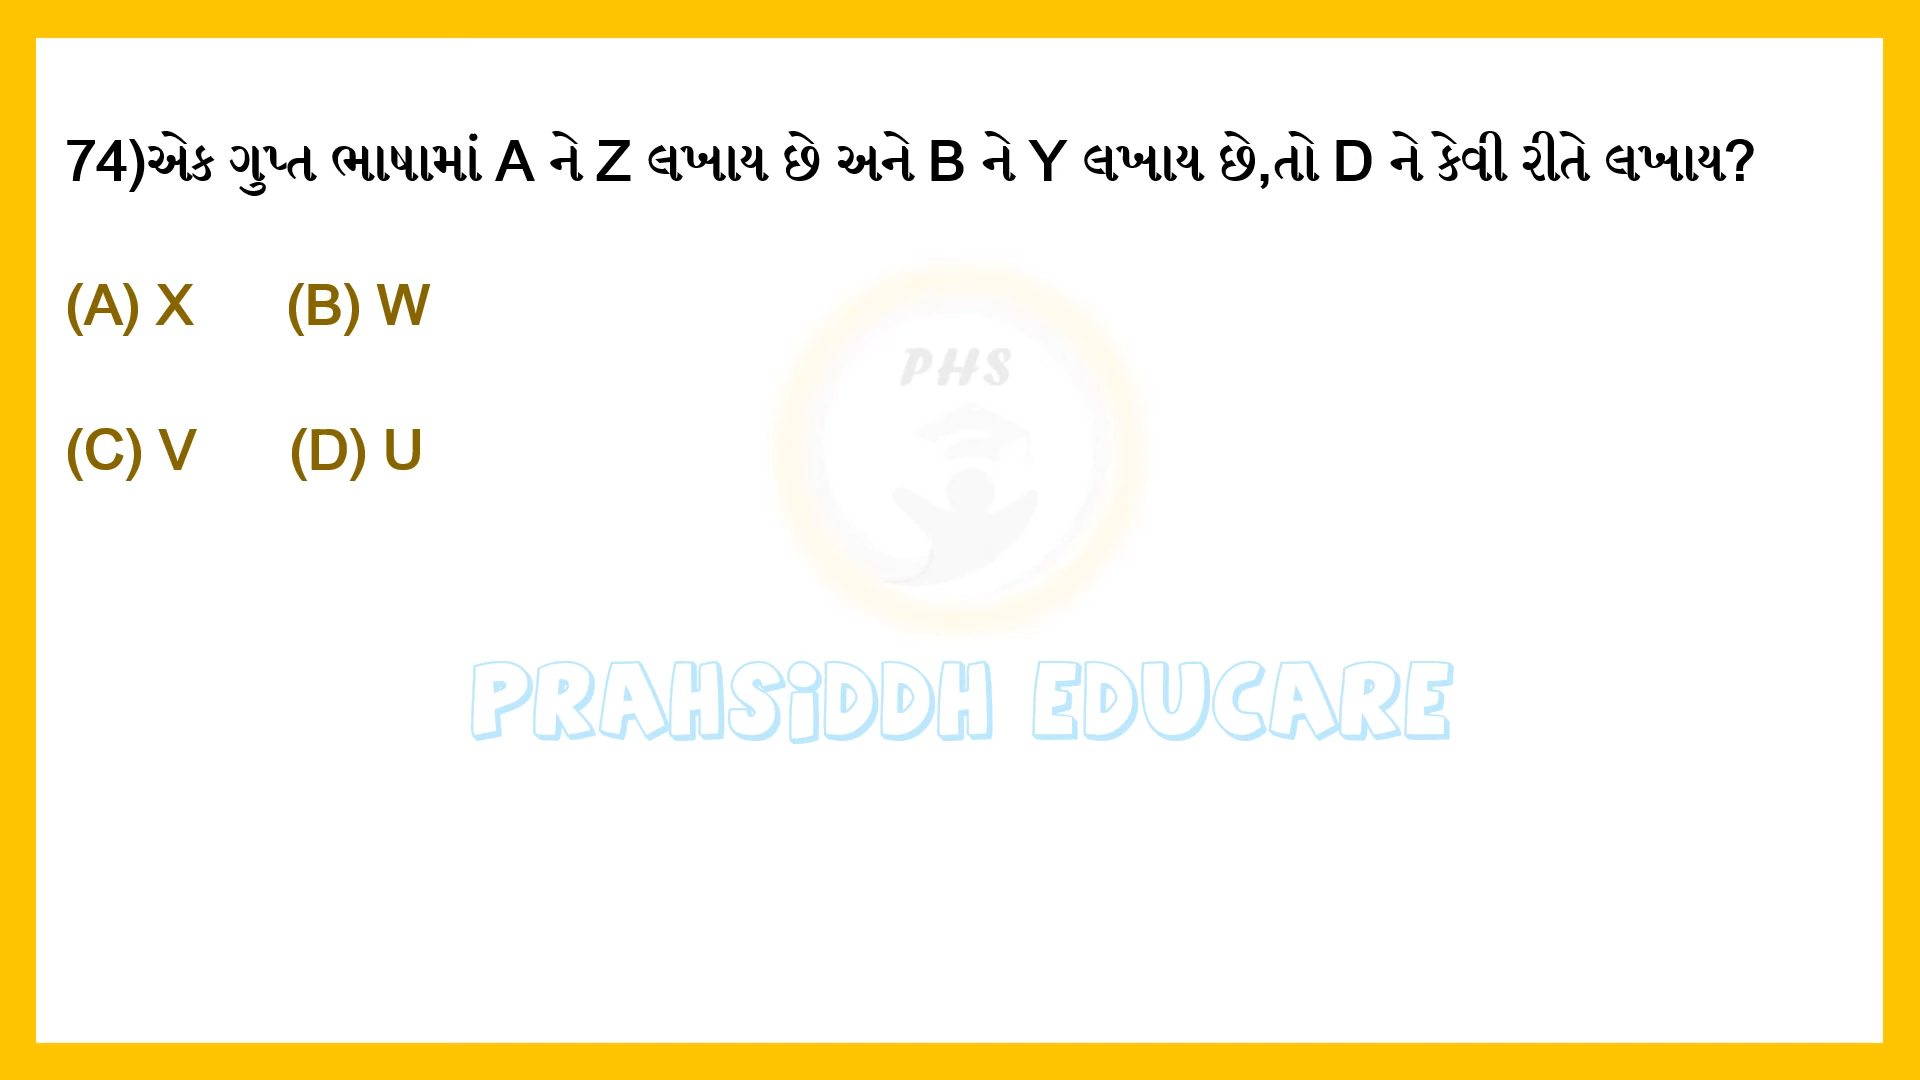 74)એક ગુપ્ત ભાષામાં A ને Z લખાય છે અને B ને Y લખાય છે,તો D ને કેવી રીતે લખાય?
(A) X (B) W
(C) V (D) U
PHS
PRAHSIDDH EDUCARE